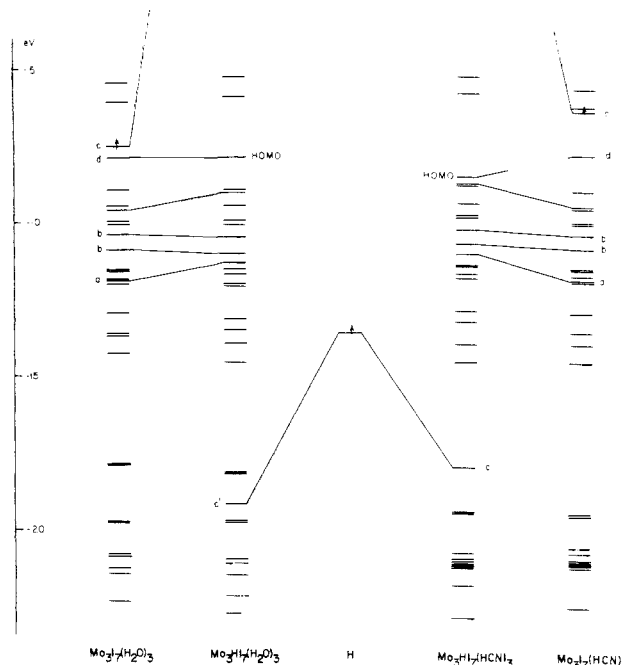 eV
-5
c
c
d
HOMO
d
HOMO
-10
b
b
b
b
a
a
-15
c
c'
-20
Mo3I7(H2O)3 Mo3HI7(H2O)3 H Mo3HI7(HCN)3 Mo3I7(HCN)